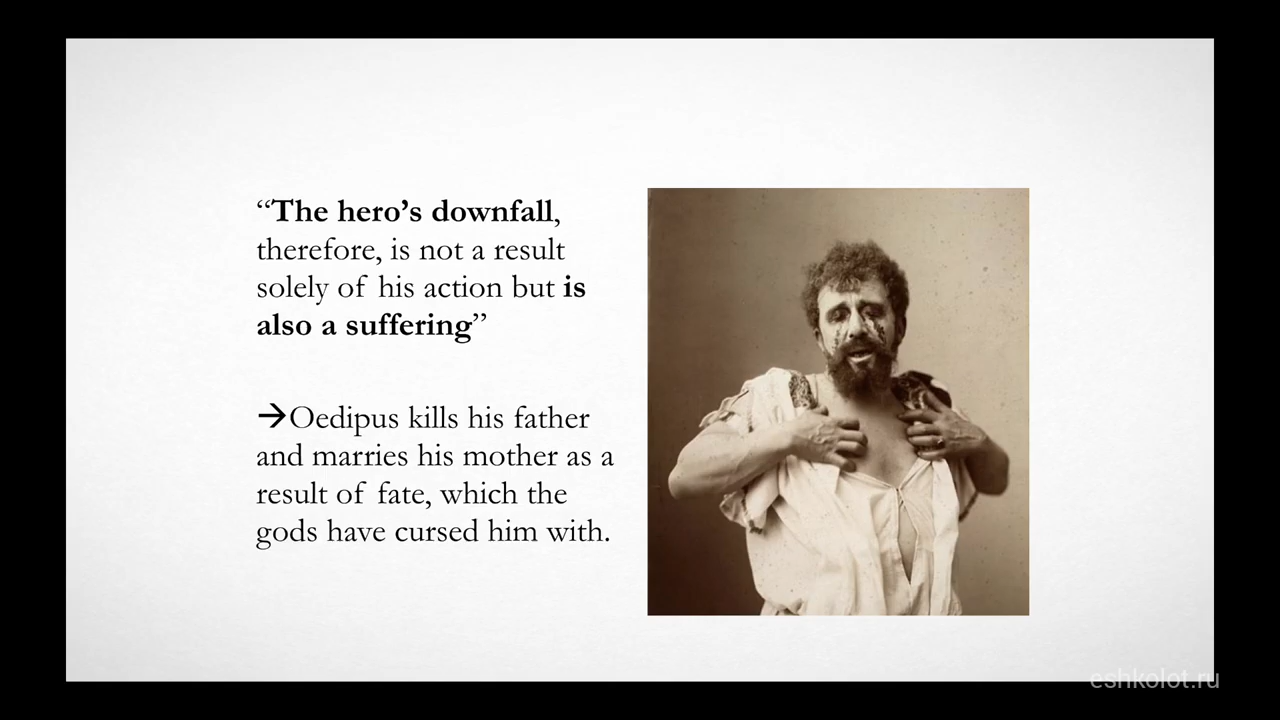 “The hero’s downfall,
therefore, is not a result
solely of his action but is
also a suffering”
→Oedipus kills his father
and marries his mother as a
result of fate, which the
gods have cursed him with.
eshkolot.ru